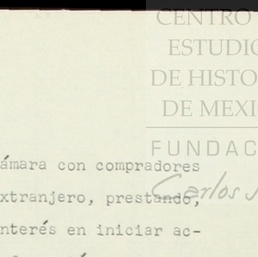 CENTRO
ESTUDIO
DE HISTO
DE MEXI
FUNDAC
Carlos
ámara con compradores
xtranjero, prestando,
nterés en iniciar ac-